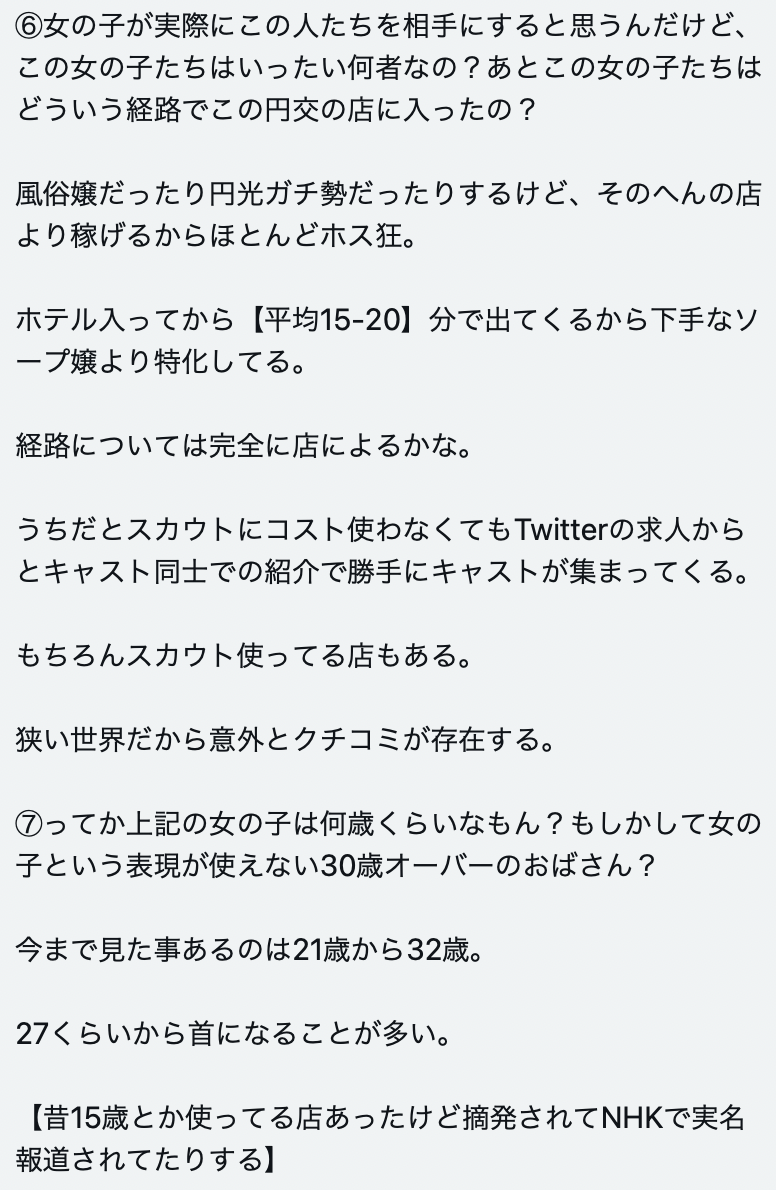 ⑥女の子が実際にこの人たちを相手にすると思うんだけど、
この女の子たちはいったい何者なの？あとこの女の子たちは
どういう経路でこの円交の店に入ったの？
風俗嬢だったり円光ガチ勢だったりするけど、そのへんの店
より稼げるからほとんどホス狂。
ホテル入ってから【平均15-20】分で出てくるから下手なソ
ープ嬢より特化してる。
経路については完全に店によるかな。
うちだとスカウトにコスト使わなくてもTwitterの求人から
とキャスト同士での紹介で勝手にキャストが集まってくる。
もちろんスカウト使ってる店もある。
狭い世界だから意外とクチコミが存在する。
⑦ってか上記の女の子は何歳くらいなもん？もしかして女の
子という表現が使えない30歳オーバーのおばさん？
今まで見た事あるのは21歳から32歳。
27くらいから首になることが多い。
【昔15歳とか使ってる店あったけど摘発されてNHKで実名
報道されてたりする】